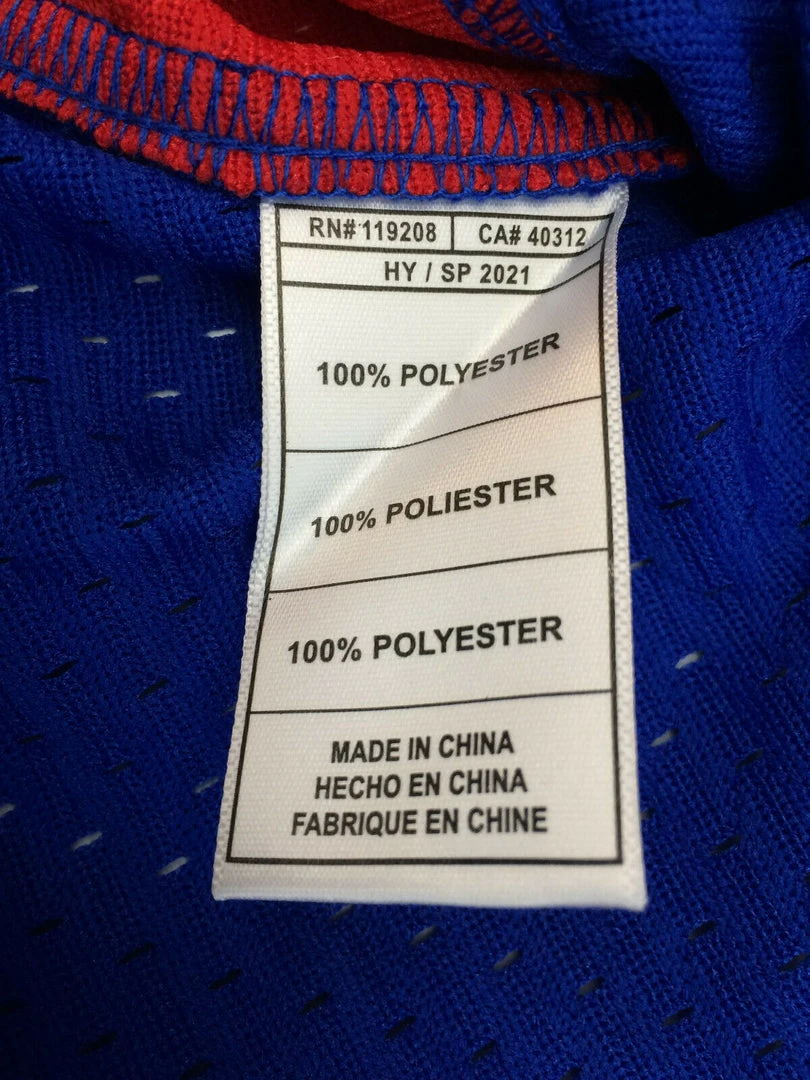 RN# 119208 CA# 40312
HY / SP 2021
100% POLYESTER
100% POLIESTER
100% POLYESTER
MADE IN CHINA
HECHO EN CHINA
FABRIQUE EN CHINE